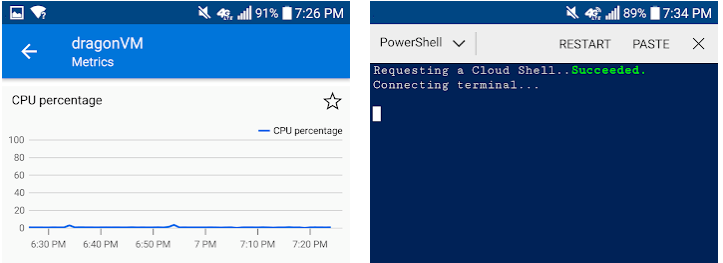 91% 7:26 PM
dragonVM
Metrics
CPU percentage
CPU percentage
100
80
60
40
20
0
6:30 PM 6:40 PM 6:50 PM 7 PM 7:10 PM 7:20 PM
89% 7:34 PM
PowerShell RESTART PASTE
Requesting a Cloud Shell..Succeeded.
Connecting terminal...